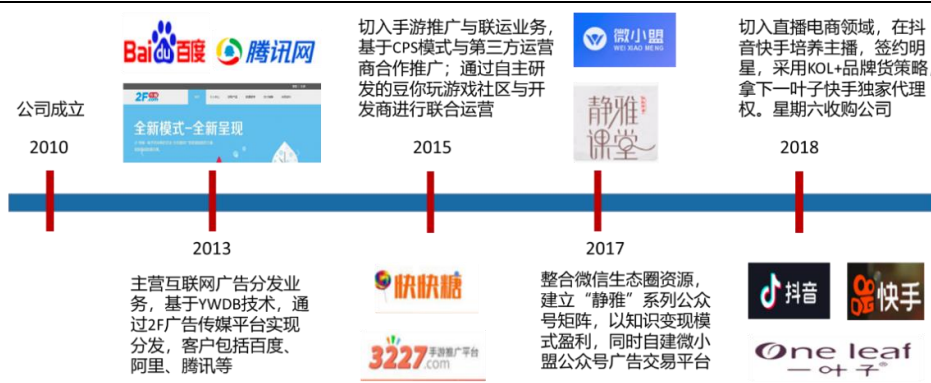 公司成立
2010
Bai百度 腾讯网
2F
全新模式-全新呈现
2013
主营互联网广告分发业
务，基于YWDB技术，通
过2F广告传媒平台实现
分发，客户包括百度、
阿里、腾讯等
切入手游推广与联运业务，
基于CPS模式与第三方运营
商合作推广；通过自主研
发的豆你玩游戏社区与开
发商进行联合运营
2015
快快糖
3227.com 手游推广平台
微小盟
WEI XIAO MENG
静雅
课堂
2017
整合微信生态圈资源，
建立“静雅”系列公众
号矩阵，以知识变现模
式盈利，同时自建微小
盟公众号广告交易平台
切入直播电商领域，在抖
音快手培养主播，签约明
星，采用KOL+品牌货策略，
拿下一叶子快手独家代理
权。星期六收购公司
2018
抖音
快手
One leaf
一叶子